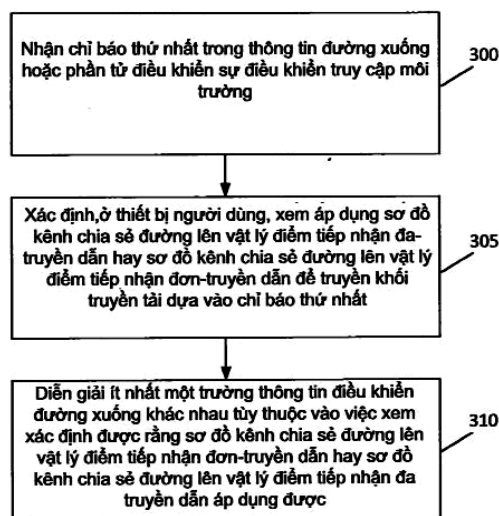 Nhận chỉ báo thứ nhất trong thông tin đường xuống
hoặc phần tử điều khiển sự điều khiển truy cập môi
trường
300
Xác định,ở thiết bị người dùng, xem áp dụng sơ đồ
kênh chia sẻ đường lên vật lý điểm tiếp nhận đa-
truyền dẫn hay sơ đồ kênh chia sẻ đường lên vật lý
điểm tiếp nhận đơn-truyền dẫn để truyền khối
truyền tải dựa vào chỉ báo thứ nhất
305
Diễn giải ít nhất một trường thông tin điều khiển
đường xuống khác nhau tùy thuộc vào việc xem
xác định được rằng sơ đồ kênh chia sẻ đường lên
vật lý điểm tiếp nhận đơn-truyền dẫn hay sơ đồ
kênh chia sẻ đường lên vật lý điểm tiếp nhận đa
truyền dẫn áp dụng được
310